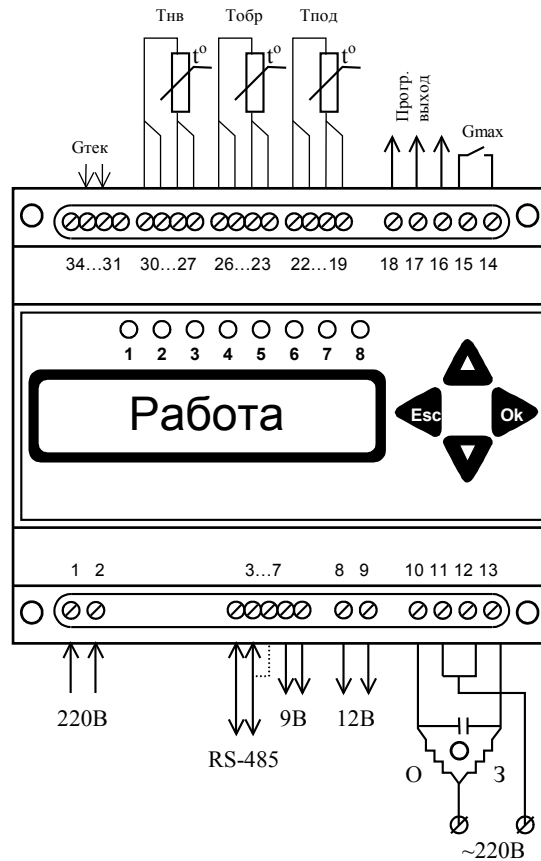 Тнв Тобр Тпод
t° t° t°
Прогр.
выход
Gтек
Gmax
34…31 30…27 26…23 22…19 18 17 16 15 14
1 2 3 4 5 6 7 8
Работа
Esc Ok
1 2 3…7 8 9 10 11 12 13
220В 9В 12В
RS-485
О З
~220В